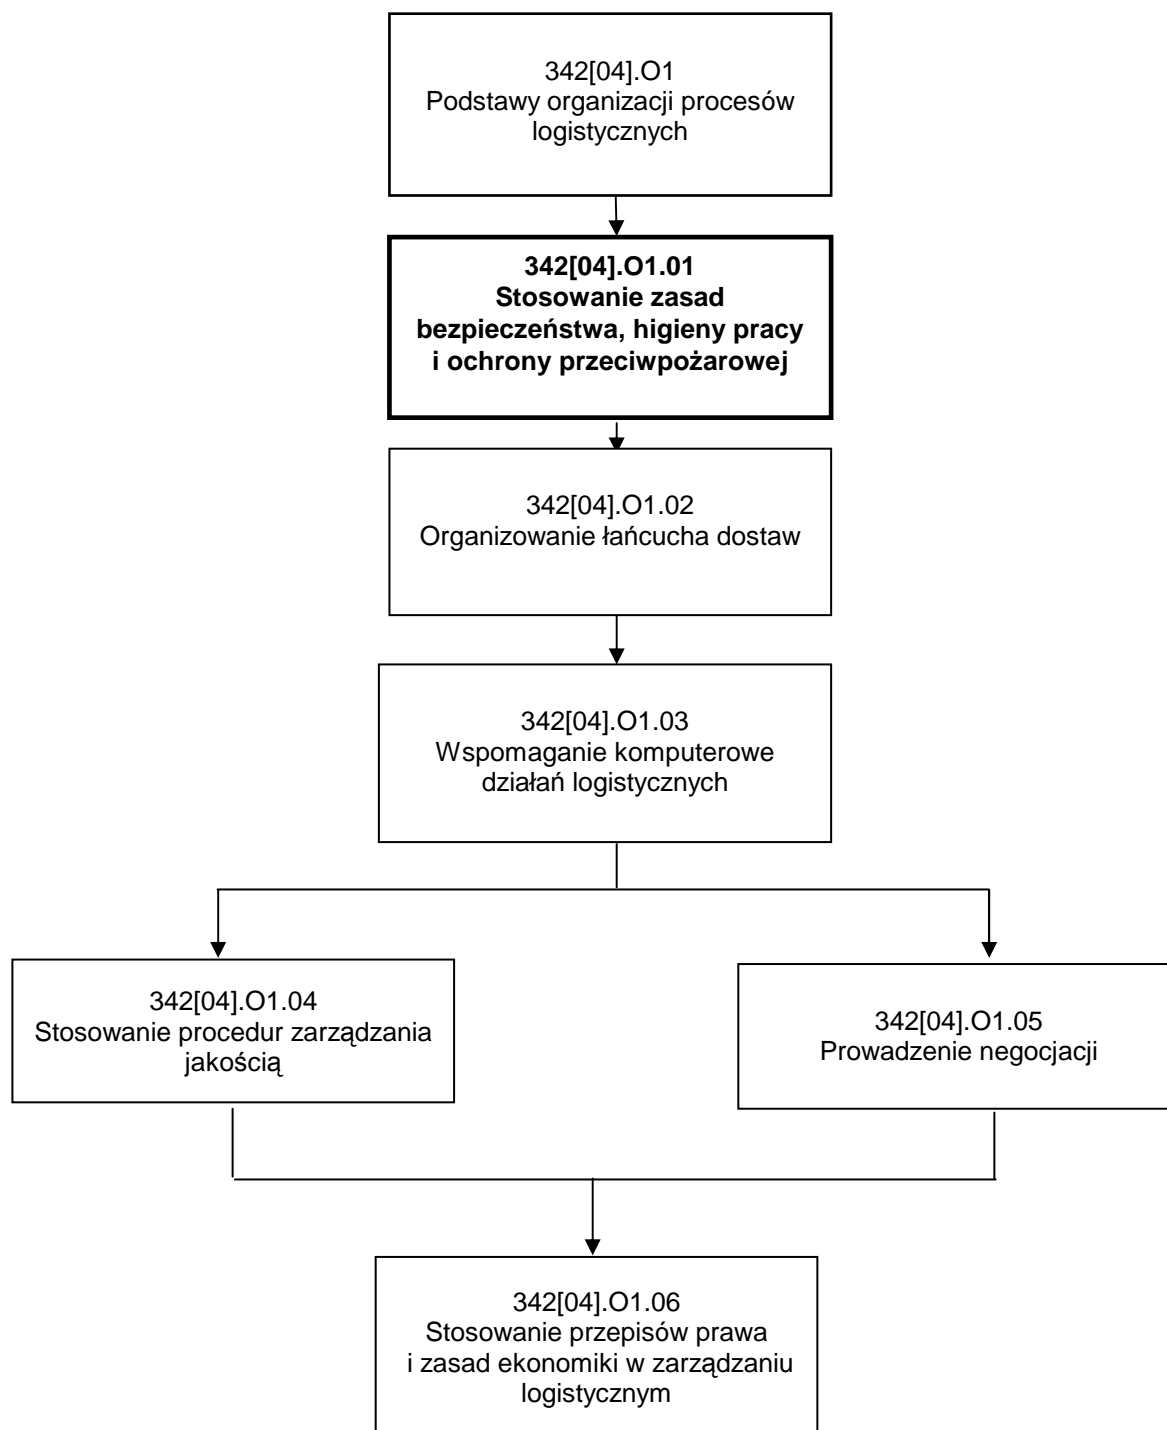 342[04].O1
Podstawy organizacji procesów
logistycznych
342[04].O1.01
Stosowanie zasad
bezpieczeństwa, higieny pracy
i ochrony przeciwpożarowej
342[04].O1.02
Organizowanie łańcucha dostaw
342[04].O1.03
Wspomaganie komputerowe
działań logistycznych
342[04].O1.04
Stosowanie procedur zarządzania
jakością
342[04].O1.05
Prowadzenie negocjacji
342[04].O1.06
Stosowanie przepisów prawa
i zasad ekonomiki w zarządzaniu
logistycznym